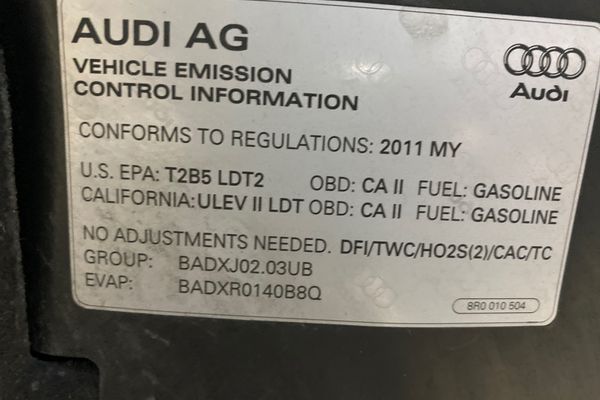 AUDI AG
Audi
VEHICLE EMISSION
CONTROL INFORMATION
CONFORMS TO REGULATIONS: 2011 MY
U.S. EPA: T2B5 LDT2 OBD: CA II FUEL: GASOLINE
CALIFORNIA: ULEV II LDT OBD: CA II FUEL: GASOLINE
NO ADJUSTMENTS NEEDED. DFI/TWC/HO2S(2)/CAC/TC
GROUP: BADXJ02.03UB
EVAP: BADXR0140B8Q
8R0 010 504